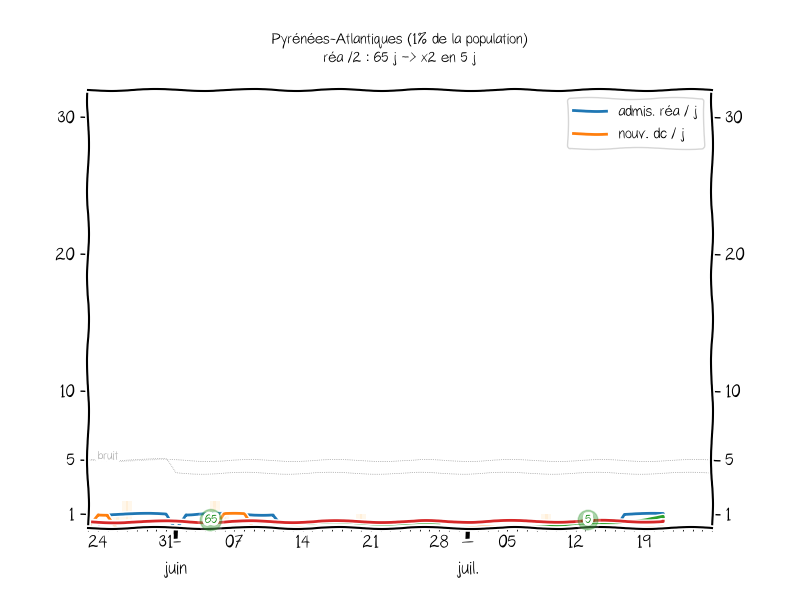 Pyrénées-Atlantiques (1% de la population)
réa /2 : 65 j -> x2 en 5 j
admis. réa / j
nouv. dc / j
30 30
20 20
10 10
bruit
5 5
1 65 5 1
24 31 07 14 21 28 05 12 19
juin juil.